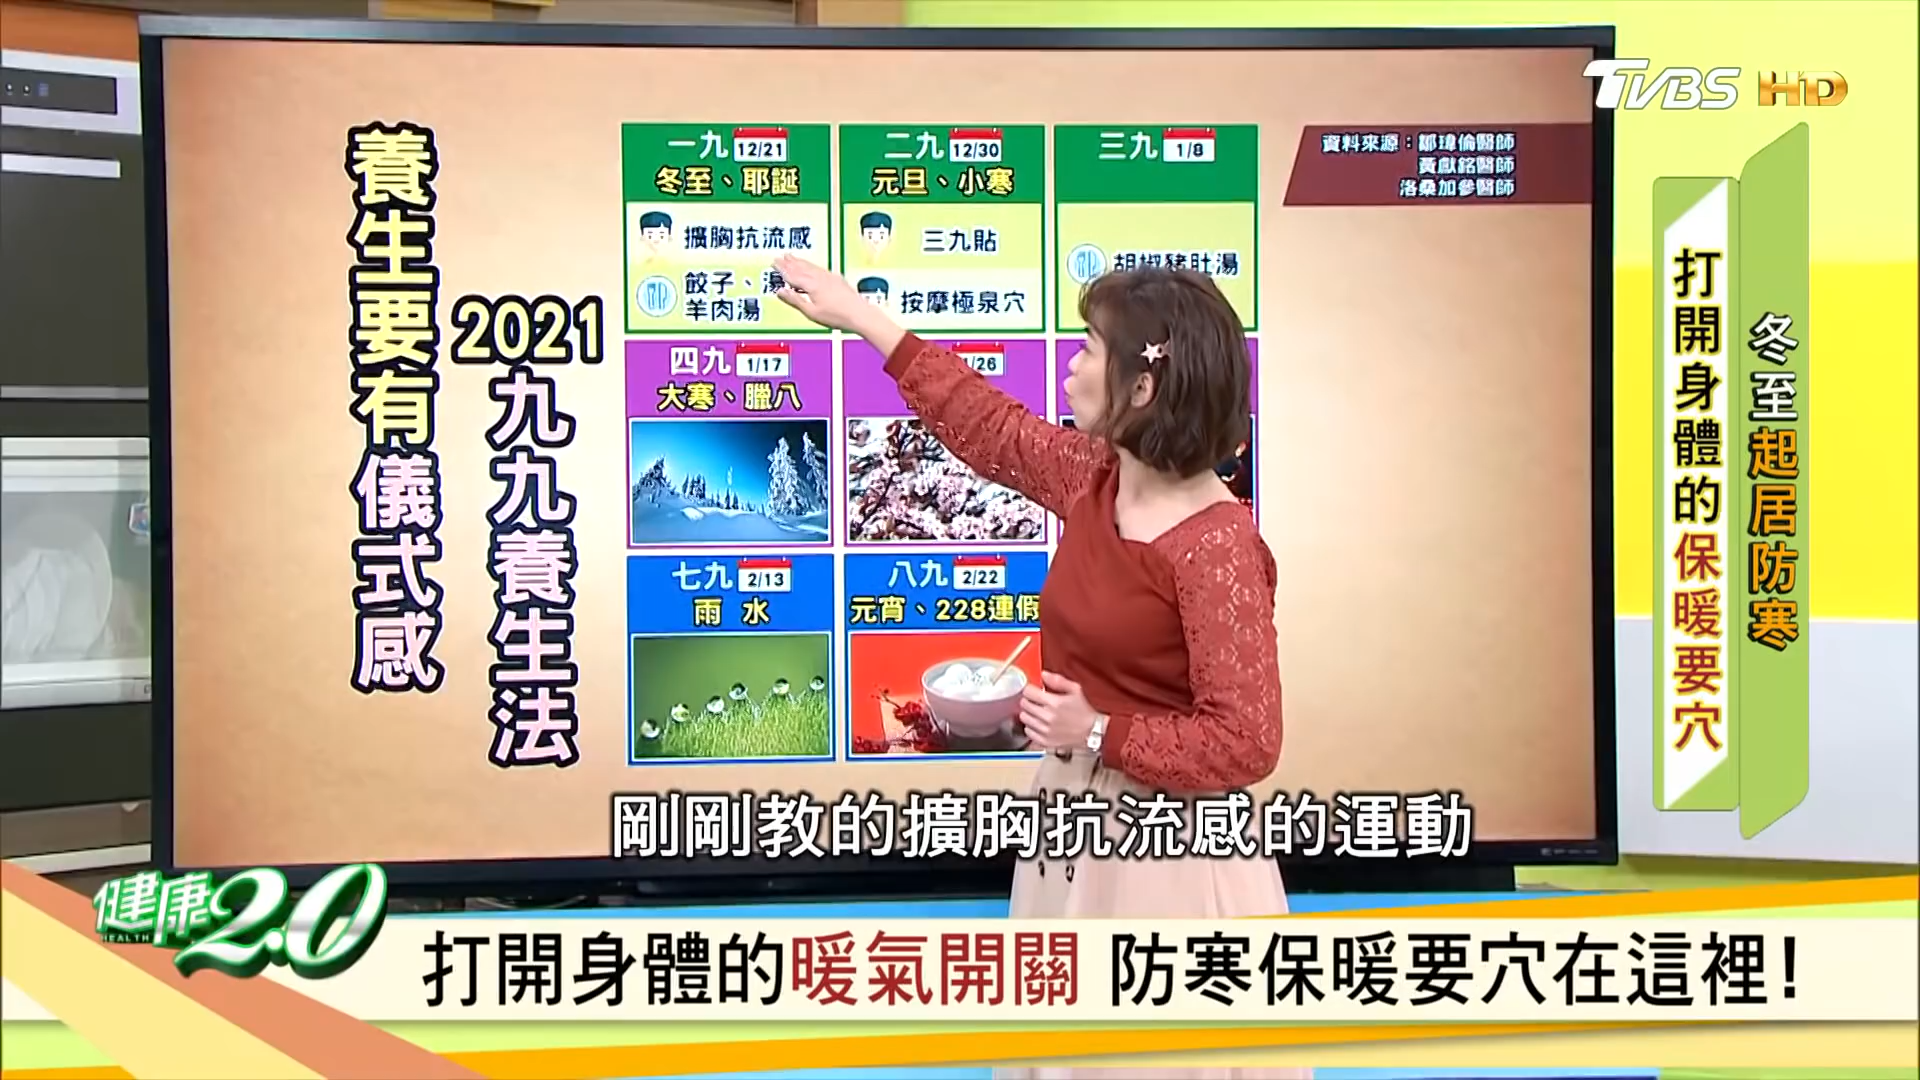 TVBS HD
養生要有儀式感
2021九九養生法
一九 12/21
冬至、耶誕
擴胸抗流感
餃子、湯
羊肉湯
二九 12/30
元旦、小寒
三九貼
按摩極泉穴
三九 1/8
胡椒豬肚湯
資料來源：鄒瑋倫醫師
黃獻銘醫師
洛桑加參醫師
四九 1/17
大寒、臘八
/26
七九 2/13
雨 水
八九 2/22
元宵、228連假
冬至起居防寒
打開身體的保暖要穴
剛剛教的擴胸抗流感的運動
健康2.0
HEALTH
打開身體的暖氣開關 防寒保暖要穴在這裡！